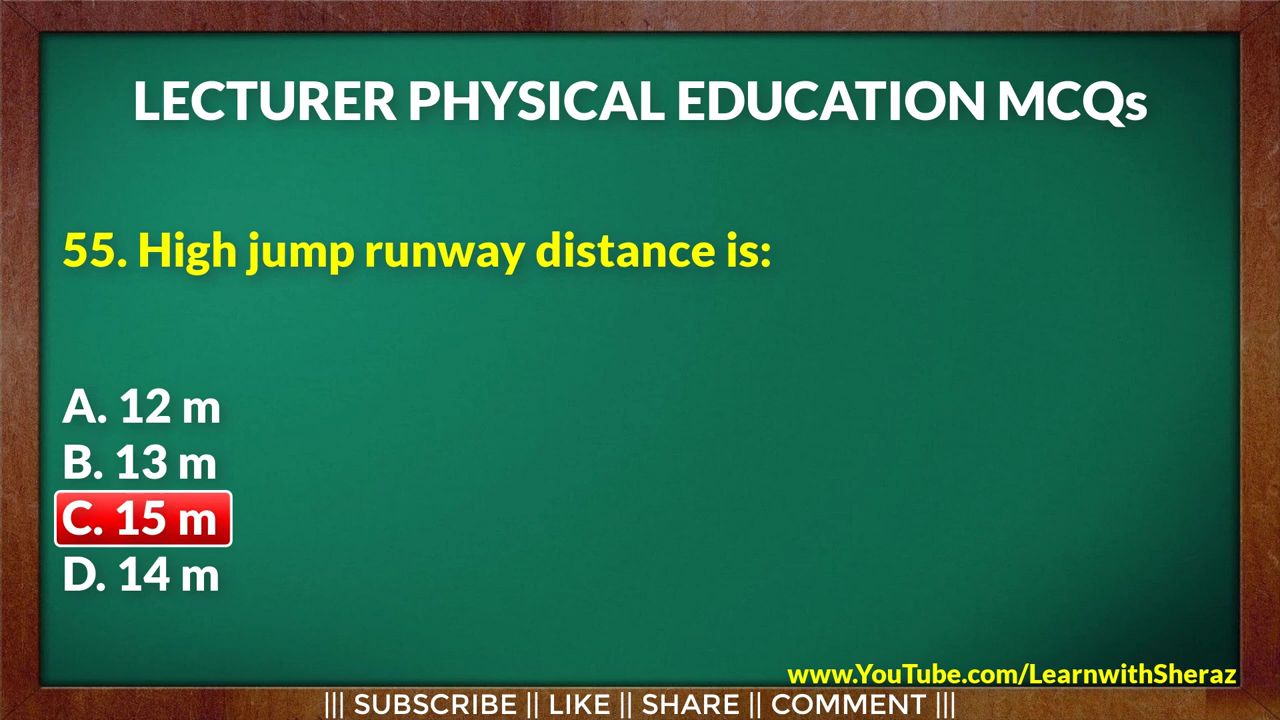 LECTURER PHYSICAL EDUCATION MCQs
55. High jump runway distance is:
A. 12 m
B. 13 m
C. 15 m
D. 14 m
www.YouTube.com/LearnwithSheraz
||| SUBSCRIBE || LIKE || SHARE || COMMENT |||